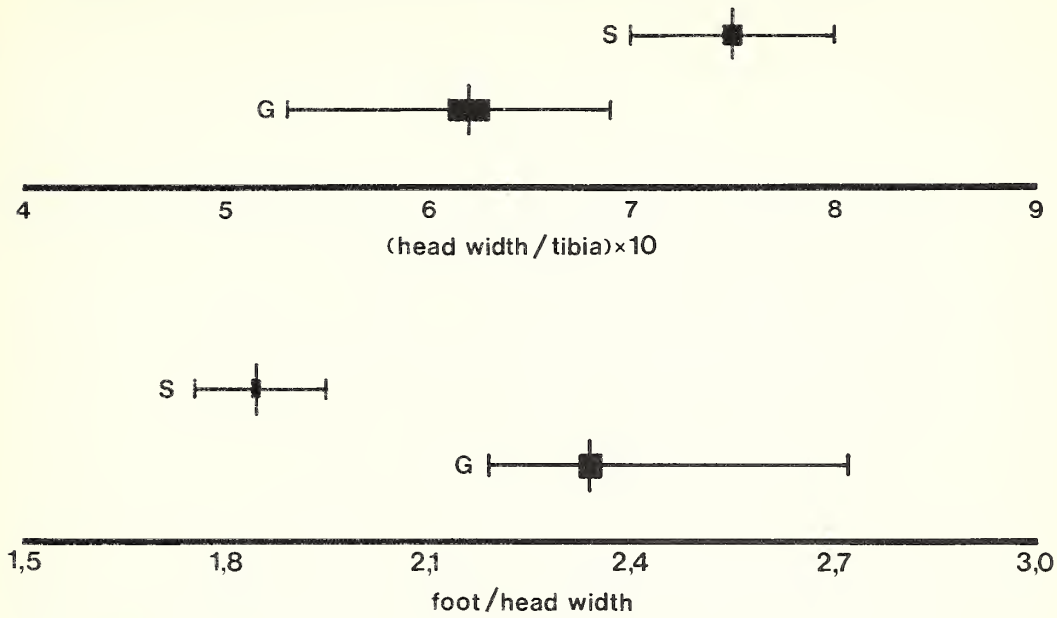 S
G
4 5 6 7 8 9
(head width/tibia)×10
S
G
1,5 1,8 2,1 2,4 2,7 3,0
foot/head width